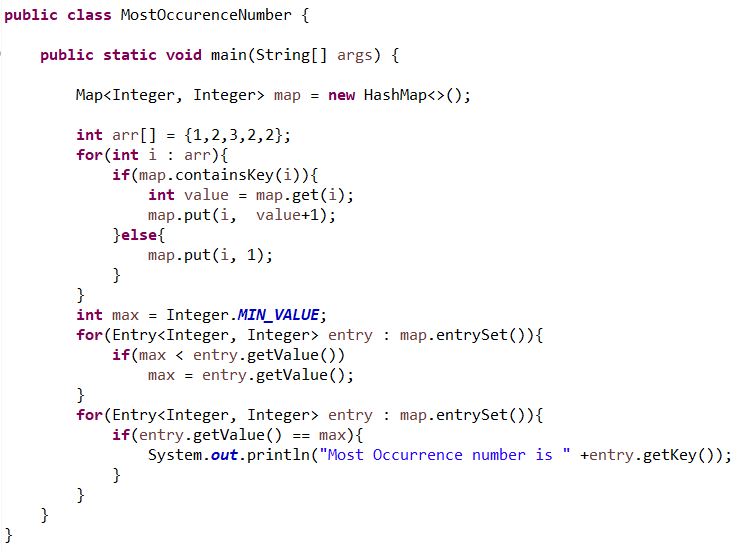 public class MostOccurenceNumber {
public static void main(String[] args) {
Map<Integer, Integer> map = new HashMap<>();
int arr[] = {1,2,3,2,2};
for(int i : arr){
if(map.containsKey(i)){
int value = map.get(i);
map.put(i,  value+1);
}else{
map.put(i, 1);
}
}
int max = Integer.MIN_VALUE;
for(Entry<Integer, Integer> entry : map.entrySet()){
if(max < entry.getValue())
max = entry.getValue();
}
for(Entry<Integer, Integer> entry : map.entrySet()){
if(entry.getValue() == max){
System.out.println("Most Occurrence number is " +entry.getKey());
}
}
}
}